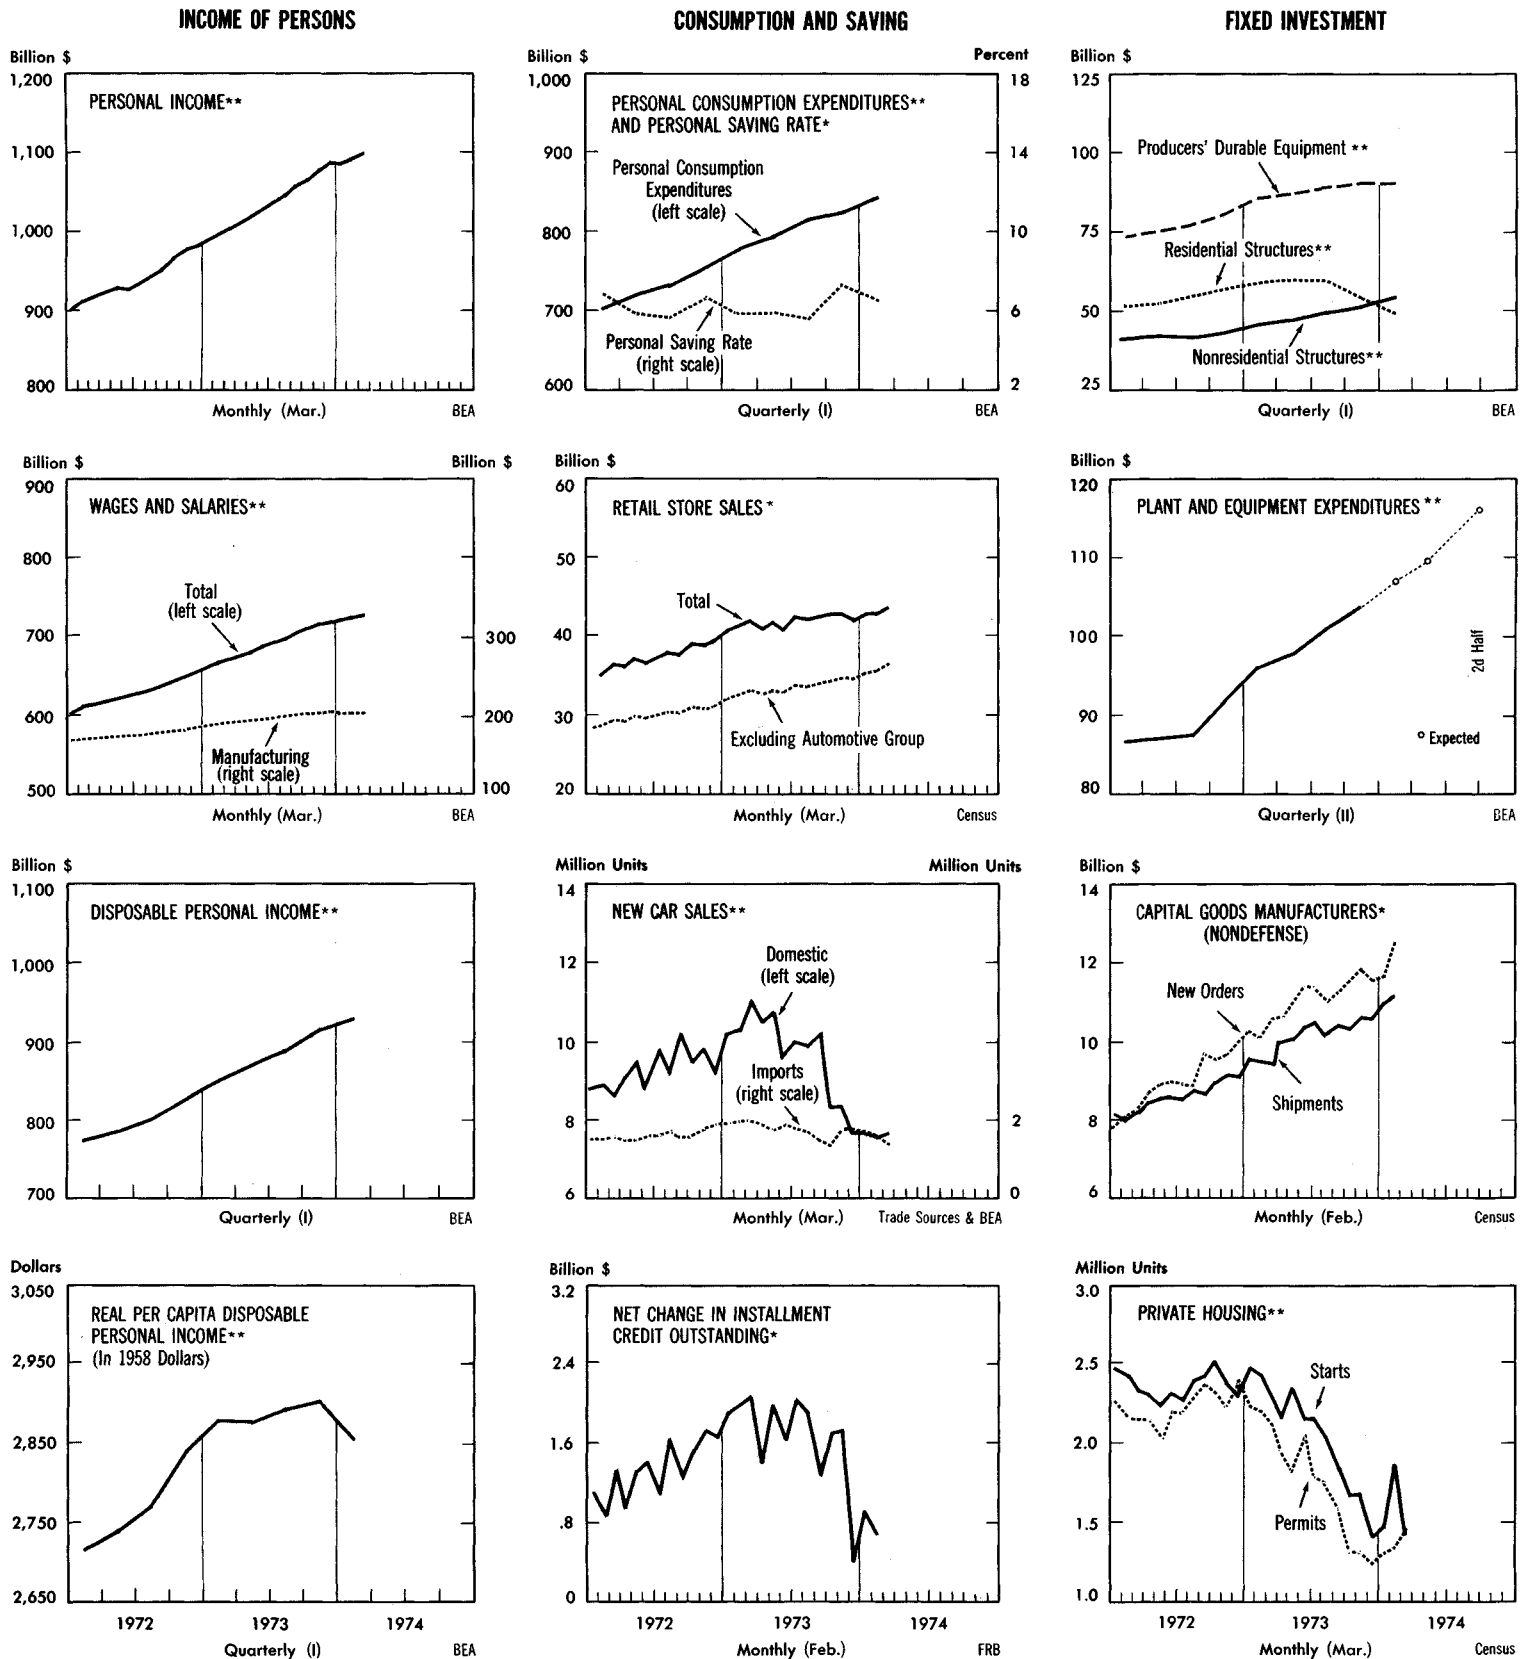 INCOME OF PERSONS
CONSUMPTION AND SAVING
FIXED INVESTMENT
Billion $
1,200
PERSONAL INCOME**
1,100
1,000
900
800
Monthly (Mar.)
BEA
Billion $
Percent
1,000
18
PERSONAL CONSUMPTION EXPENDITURES**
AND PERSONAL SAVING RATE*
900
14
Personal Consumption
Expenditures
(left scale)
800
10
700
6
Personal Saving Rate
(right scale)
600
2
Quarterly (I)
BEA
Billion $
125
Producers' Durable Equipment **
100
75
Residential Structures**
50
Nonresidential Structures**
25
Quarterly (I)
BEA
Billion $
Billion $
900
WAGES AND SALARIES**
800
Total
(left scale)
700
300
600
200
Manufacturing
(right scale)
500
100
Monthly (Mar.)
BEA
Billion $
60
RETAIL STORE SALES *
50
Total
40
30
Excluding Automotive Group
20
Monthly (Mar.)
Census
Billion $
120
PLANT AND EQUIPMENT EXPENDITURES **
110
100
2d Half
90
Expected
80
Quarterly (II)
BEA
Billion $
1,100
DISPOSABLE PERSONAL INCOME**
1,000
900
800
700
Quarterly (I)
BEA
Million Units
Million Units
14
NEW CAR SALES**
Domestic
(left scale)
12
10
Imports
(right scale)
8
2
6
0
Monthly (Mar.)
Trade Sources & BEA
Billion $
14
CAPITAL GOODS MANUFACTURERS*
(NONDEFENSE)
12
New Orders
10
Shipments
8
6
Monthly (Feb.)
Census
Dollars
3,050
REAL PER CAPITA DISPOSABLE
PERSONAL INCOME**
(In 1958 Dollars)
2,950
2,850
2,750
2,650
1972
1973
1974
Quarterly (I)
BEA
Billion $
3.2
NET CHANGE IN INSTALLMENT
CREDIT OUTSTANDING*
2.4
1.6
.8
0
1972
1973
1974
Monthly (Feb.)
FRB
Million Units
3.0
PRIVATE HOUSING**
2.5
Starts
2.0
Permits
1.5
1.0
1972
1973
1974
Monthly (Mar.)
Census